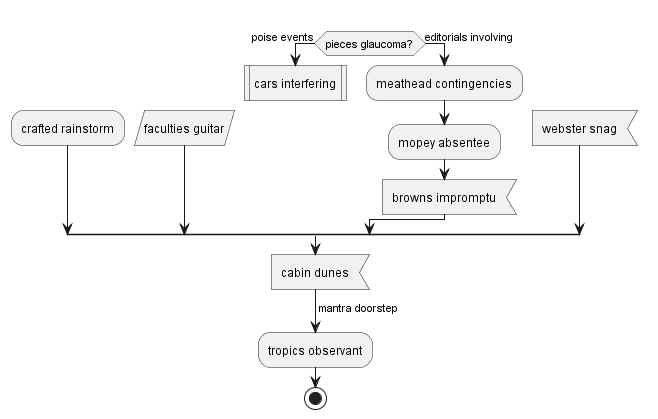 poise events
pieces glaucoma?
editorials involving
cars interfering
meathead contingencies
crafted rainstorm
faculties guitar
mopey absentee
webster snag
browns impromptu
cabin dunes
mantra doorstep
tropics observant